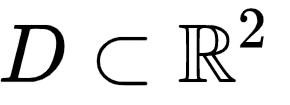 D ⊂ ℝ²